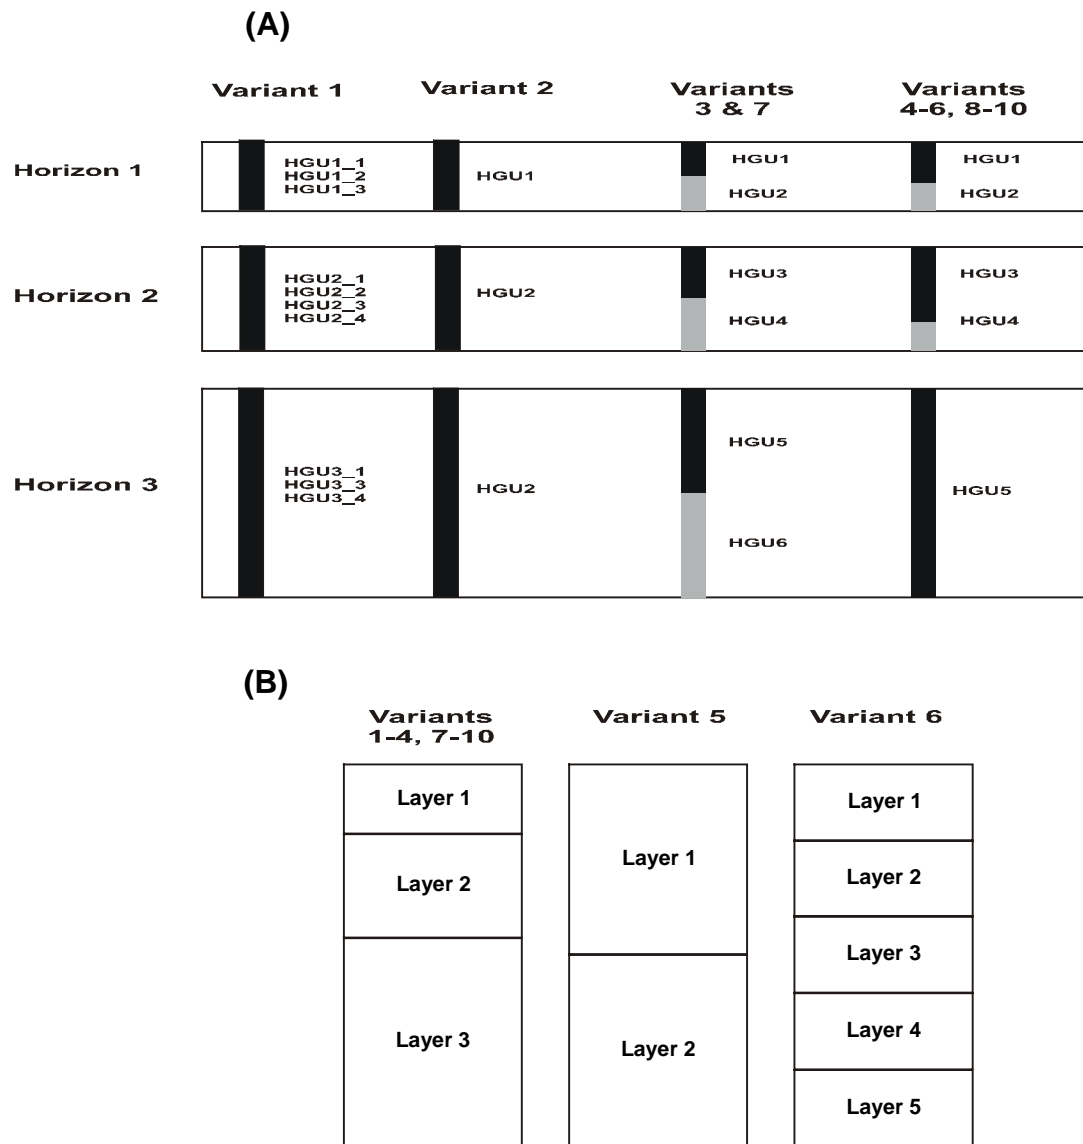 (A)
Variant 1
Variant 2
Variants
3 & 7
Variants
4-6, 8-10
Horizon 1
HGU1_1
HGU1_2
HGU1_3
HGU1
HGU1
HGU2
HGU1
HGU2
Horizon 2
HGU2_1
HGU2_2
HGU2_3
HGU2_4
HGU2
HGU3
HGU4
HGU3
HGU4
Horizon 3
HGU3_1
HGU3_3
HGU3_4
HGU2
HGU5
HGU6
HGU5
(B)
Variants
1-4, 7-10
Variant 5
Variant 6
Layer 1
Layer 2
Layer 3
Layer 1
Layer 2
Layer 1
Layer 2
Layer 3
Layer 4
Layer 5